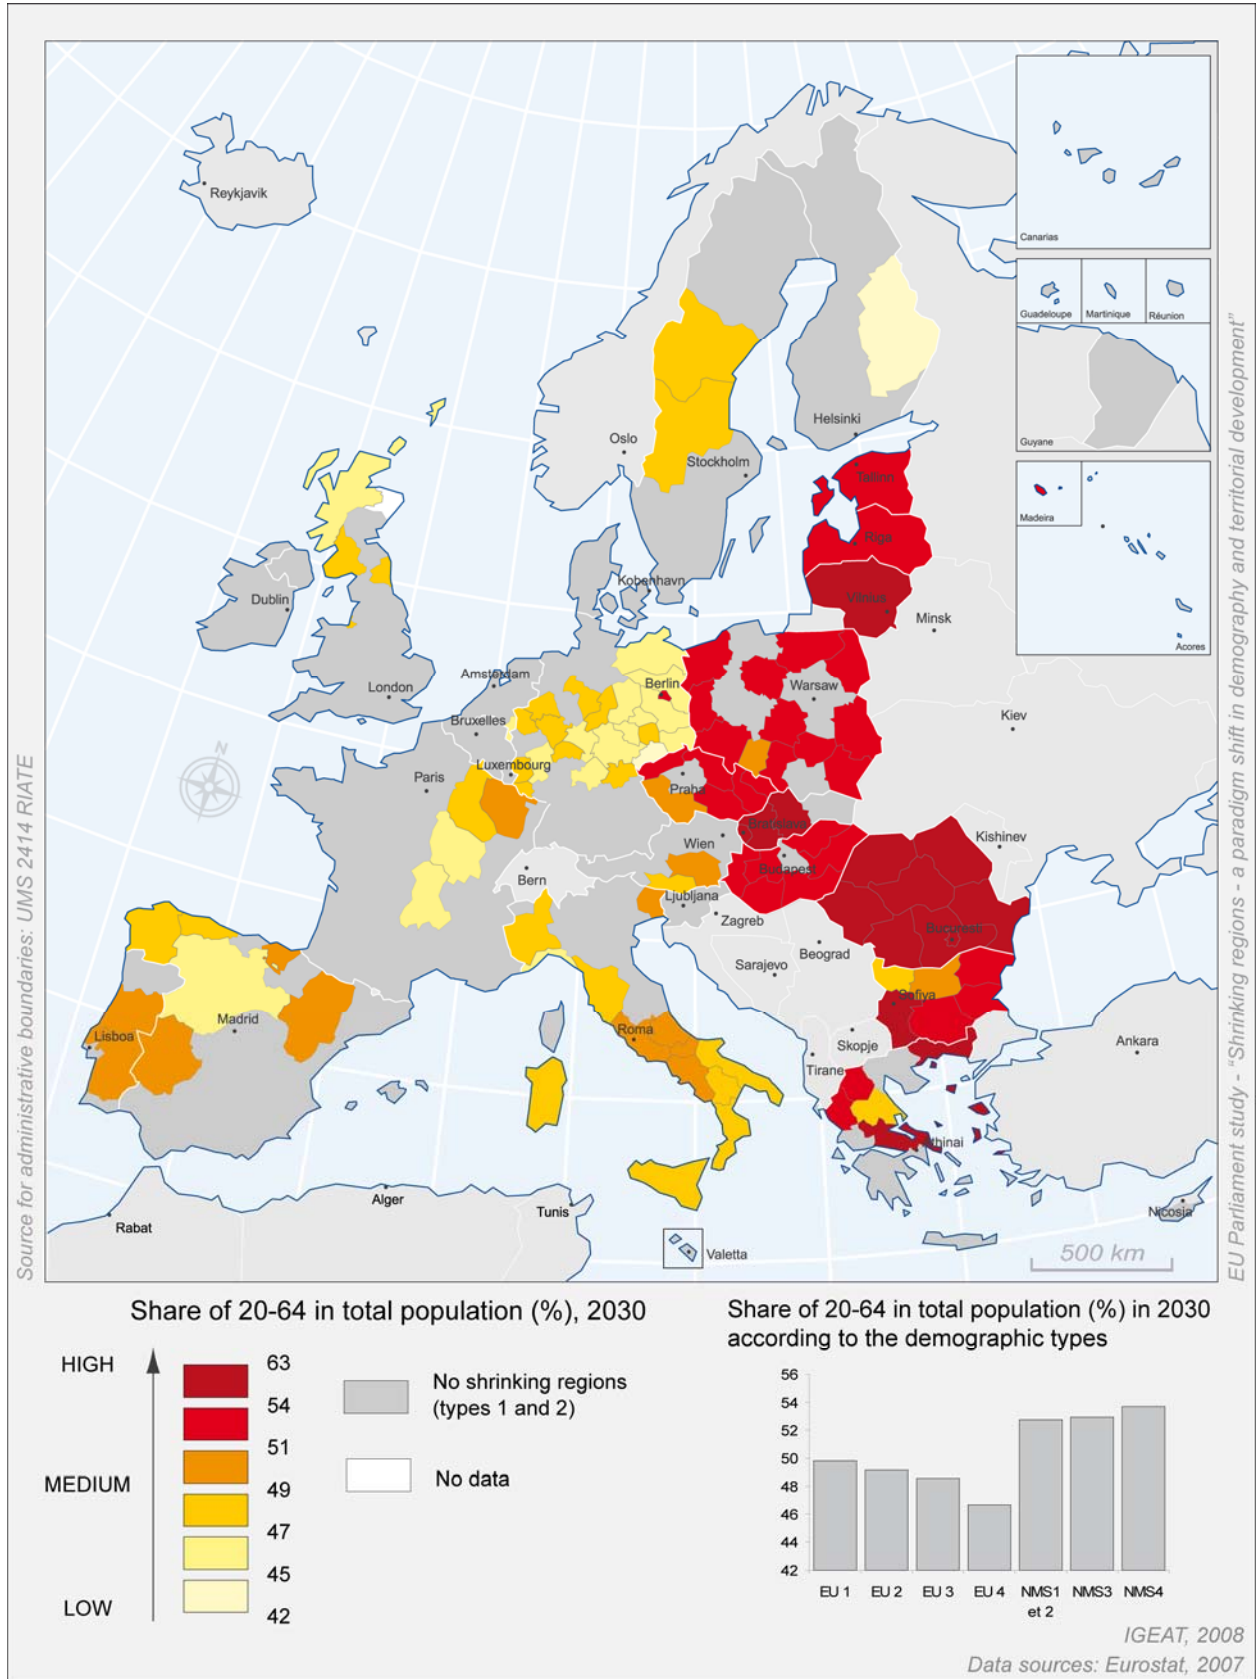 Reykjavik
Canarias
Guadeloupe
Martinique
Réunion
Guyane
Madeira
Acores
Oslo
Helsinki
Stockholm
Tallinn
Riga
Dublin
Kobenhavn
Vilnius
Minsk
London
Amsterdam
Berlin
Warsaw
Bruxelles
Kiev
Luxembourg
Paris
Praha
N
Bratislava
Wien
Kishinev
Bern
Budapest
Ljubljana
Zagreb
Bucuresti
Beograd
Sarajevo
Sofiya
Lisboa
Madrid
Roma
Skopje
Tirane
Ankara
Athinai
Alger
Tunis
Rabat
Nicosia
Valetta
500 km
Source for administrative boundaries: UMS 2414 RIATE
EU Parliament study - "Shrinking regions - a paradigm shift in demography and territorial development"
Share of 20-64 in total population (%), 2030
HIGH
MEDIUM
LOW
63
54
51
49
47
45
42
No shrinking regions
(types 1 and 2)
No data
Share of 20-64 in total population (%) in 2030
according to the demographic types
56
54
52
50
48
46
44
42
EU 1
EU 2
EU 3
EU 4
NMS1
et 2
NMS3
NMS4
IGEAT, 2008
Data sources: Eurostat, 2007